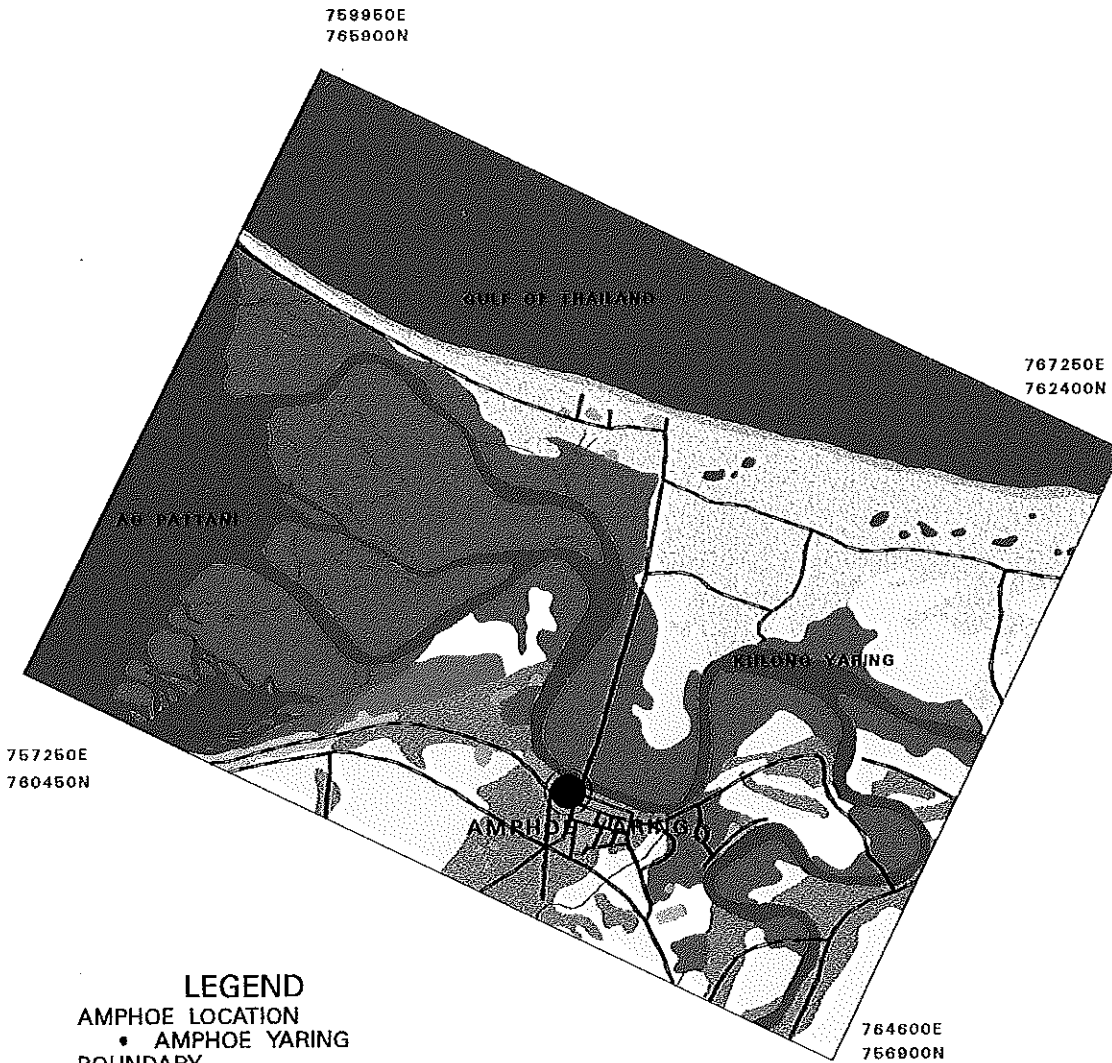 759950E
765900N
GULF OF THAILAND
767250E
762400N
AO PATTANI
KHLONG YARING
757250E
760450N
AMPHOE YARING
LEGEND
AMPHOE LOCATION
• AMPHOE YARING
BOUNDARY
764600E
756900N